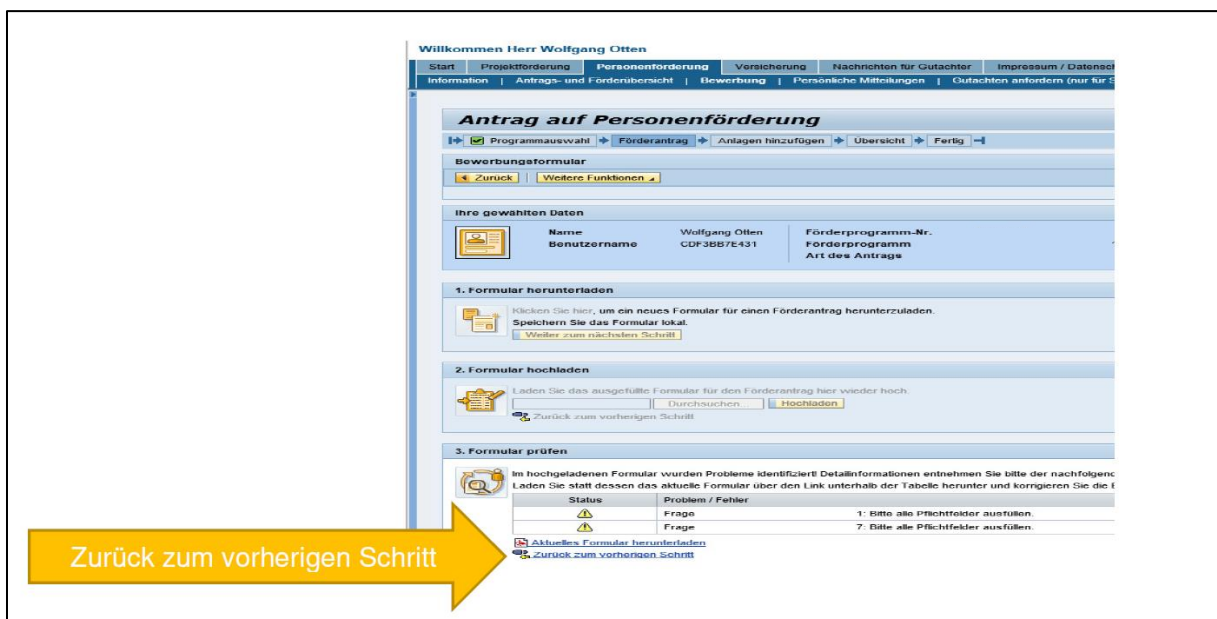 Willkommen Herr Wolfgang Otten
Start Projektförderung Personenförderung Versicherung Nachrichten für Gutachter Impressum / Datensc
Information | Antrags- und Förderübersicht | Bewerbung | Persönliche Mitteilungen | Gutachten anfordern (nur für S
Antrag auf Personenförderung
Programmauswahl Förderantrag Anlagen hinzufügen Übersicht Fertig
Bewerbungsformular
Zurück Weitere Funktionen
Ihre gewählten Daten
Name Wolfgang Otten Förderprogramm-Nr.
Benutzername CDF3BB7E431 Förderprogramm
Art des Antrags
1. Formular herunterladen
Klicken Sie hier, um ein neues Formular für einen Förderantrag herunterzuladen.
Speichern Sie das Formular lokal.
Weiter zum nächsten Schritt
2. Formular hochladen
Laden Sie das ausgefüllte Formular für den Förderantrag hier wieder hoch
Durchsuchen... Hochladen
Zurück zum vorherigen Schritt
3. Formular prüfen
Im hochgeladenen Formular wurden Probleme identifiziert! Detailinformationen entnehmen Sie bitte der nachfolgenc
Laden Sie statt dessen das aktuelle Formular über den Link unterhalb der Tabelle herunter und korrigieren Sie die
Status Problem / Fehler
Frage 1: Bitte alle Pflichtfelder ausfüllen.
Frage 7: Bitte alle Pflichtfelder ausfüllen.
Aktuelles Formular herunterladen
Zurück zum vorherigen Schritt
Zurück zum vorherigen Schritt